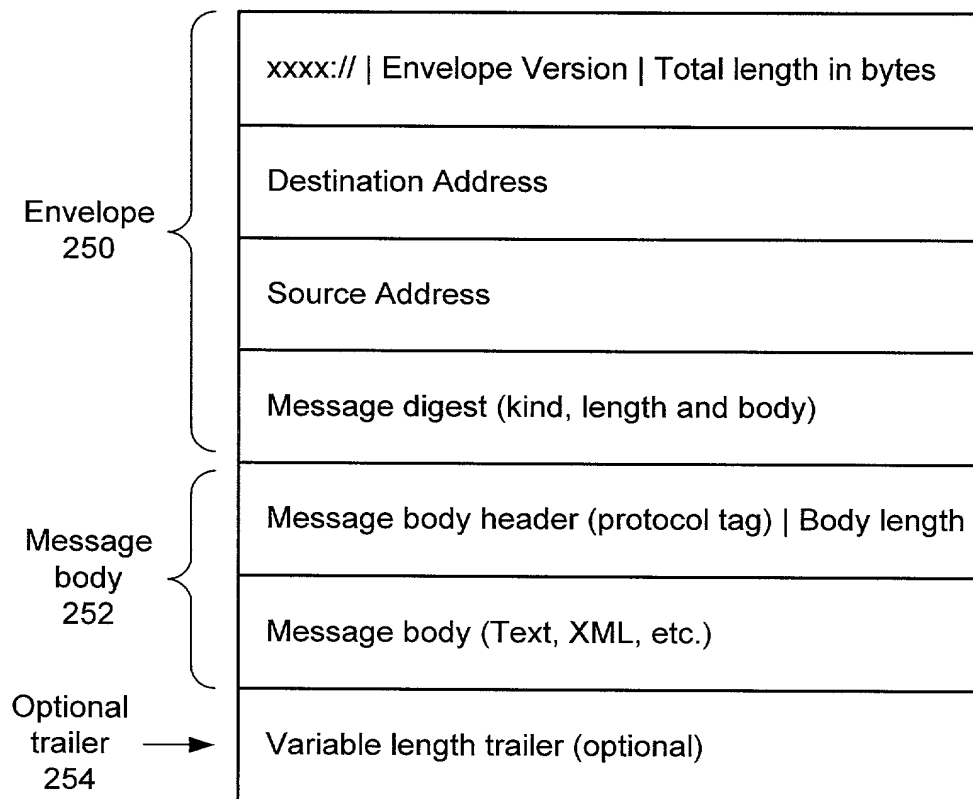 xxxx:// | Envelope Version | Total length in bytes
Destination Address
Envelope
250
Source Address
Message digest (kind, length and body)
Message body header (protocol tag) | Body length
Message
body
252
Message body (Text, XML, etc.)
Optional
trailer
254
Variable length trailer (optional)